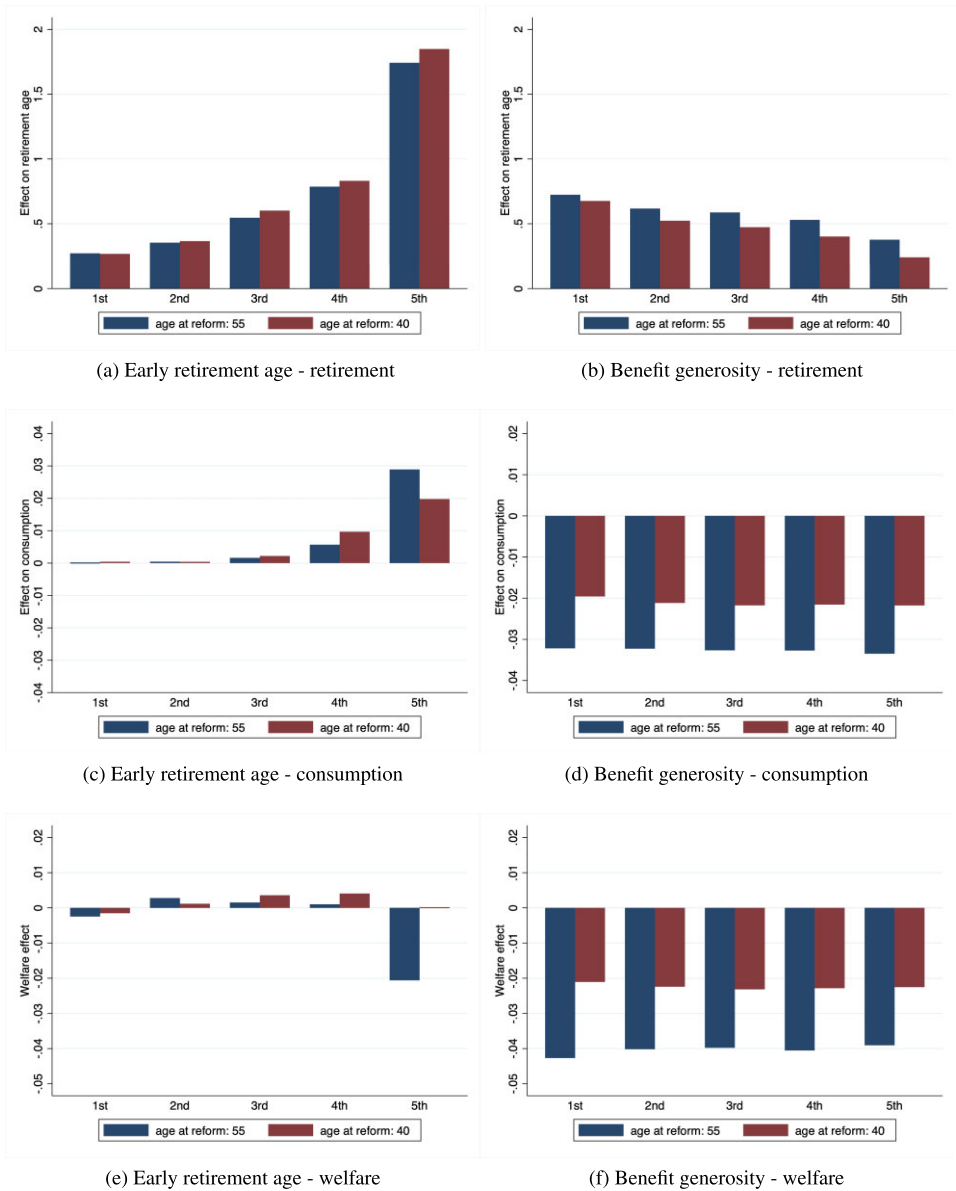 Effect on retirement age
2
1.5
1
.5
0
1st 2nd 3rd 4th 5th
age at reform: 55 age at reform: 40
(a) Early retirement age - retirement
Effect on retirement age
2
1.5
1
.5
0
1st 2nd 3rd 4th 5th
age at reform: 55 age at reform: 40
(b) Benefit generosity - retirement
Effect on consumption
.04
.03
.02
.01
0
-.01
-.02
-.03
-.04
1st 2nd 3rd 4th 5th
age at reform: 55 age at reform: 40
(c) Early retirement age - consumption
Effect on consumption
.02
.01
0
-.01
-.02
-.03
-.04
1st 2nd 3rd 4th 5th
age at reform: 55 age at reform: 40
(d) Benefit generosity - consumption
Welfare effect
.02
.01
0
-.01
-.02
-.03
-.04
-.05
1st 2nd 3rd 4th 5th
age at reform: 55 age at reform: 40
(e) Early retirement age - welfare
Welfare effect
.02
.01
0
-.01
-.02
-.03
-.04
-.05
1st 2nd 3rd 4th 5th
age at reform: 55 age at reform: 40
(f) Benefit generosity - welfare